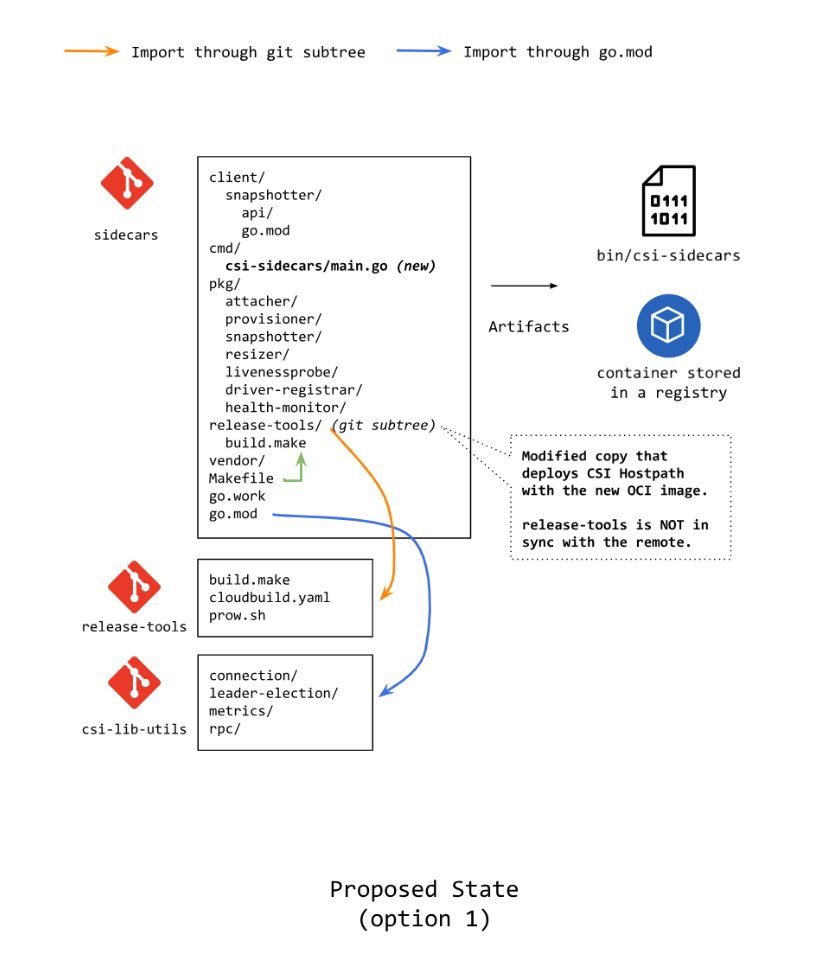 Import through git subtree
Import through go.mod
sidecars
client/
snapshotter/
api/
go.mod
cmd/
csi-sidecars/main.go (new)
pkg/
attacher/
provisioner/
snapshotter/
resizer/
livenessprobe/
driver-registrar/
health-monitor/
release-tools/ (git subtree)
build.make
vendor/
Makefile
go.work
go.mod
Artifacts
0111
1011
bin/csi-sidecars
container stored
in a registry
Modified copy that
deploys CSI Hostpath
with the new OCI image.
release-tools is NOT in
sync with the remote.
release-tools
build.make
cloudbuild.yaml
prow.sh
csi-lib-utils
connection/
leader-election/
metrics/
rpc/
Proposed State
(option 1)